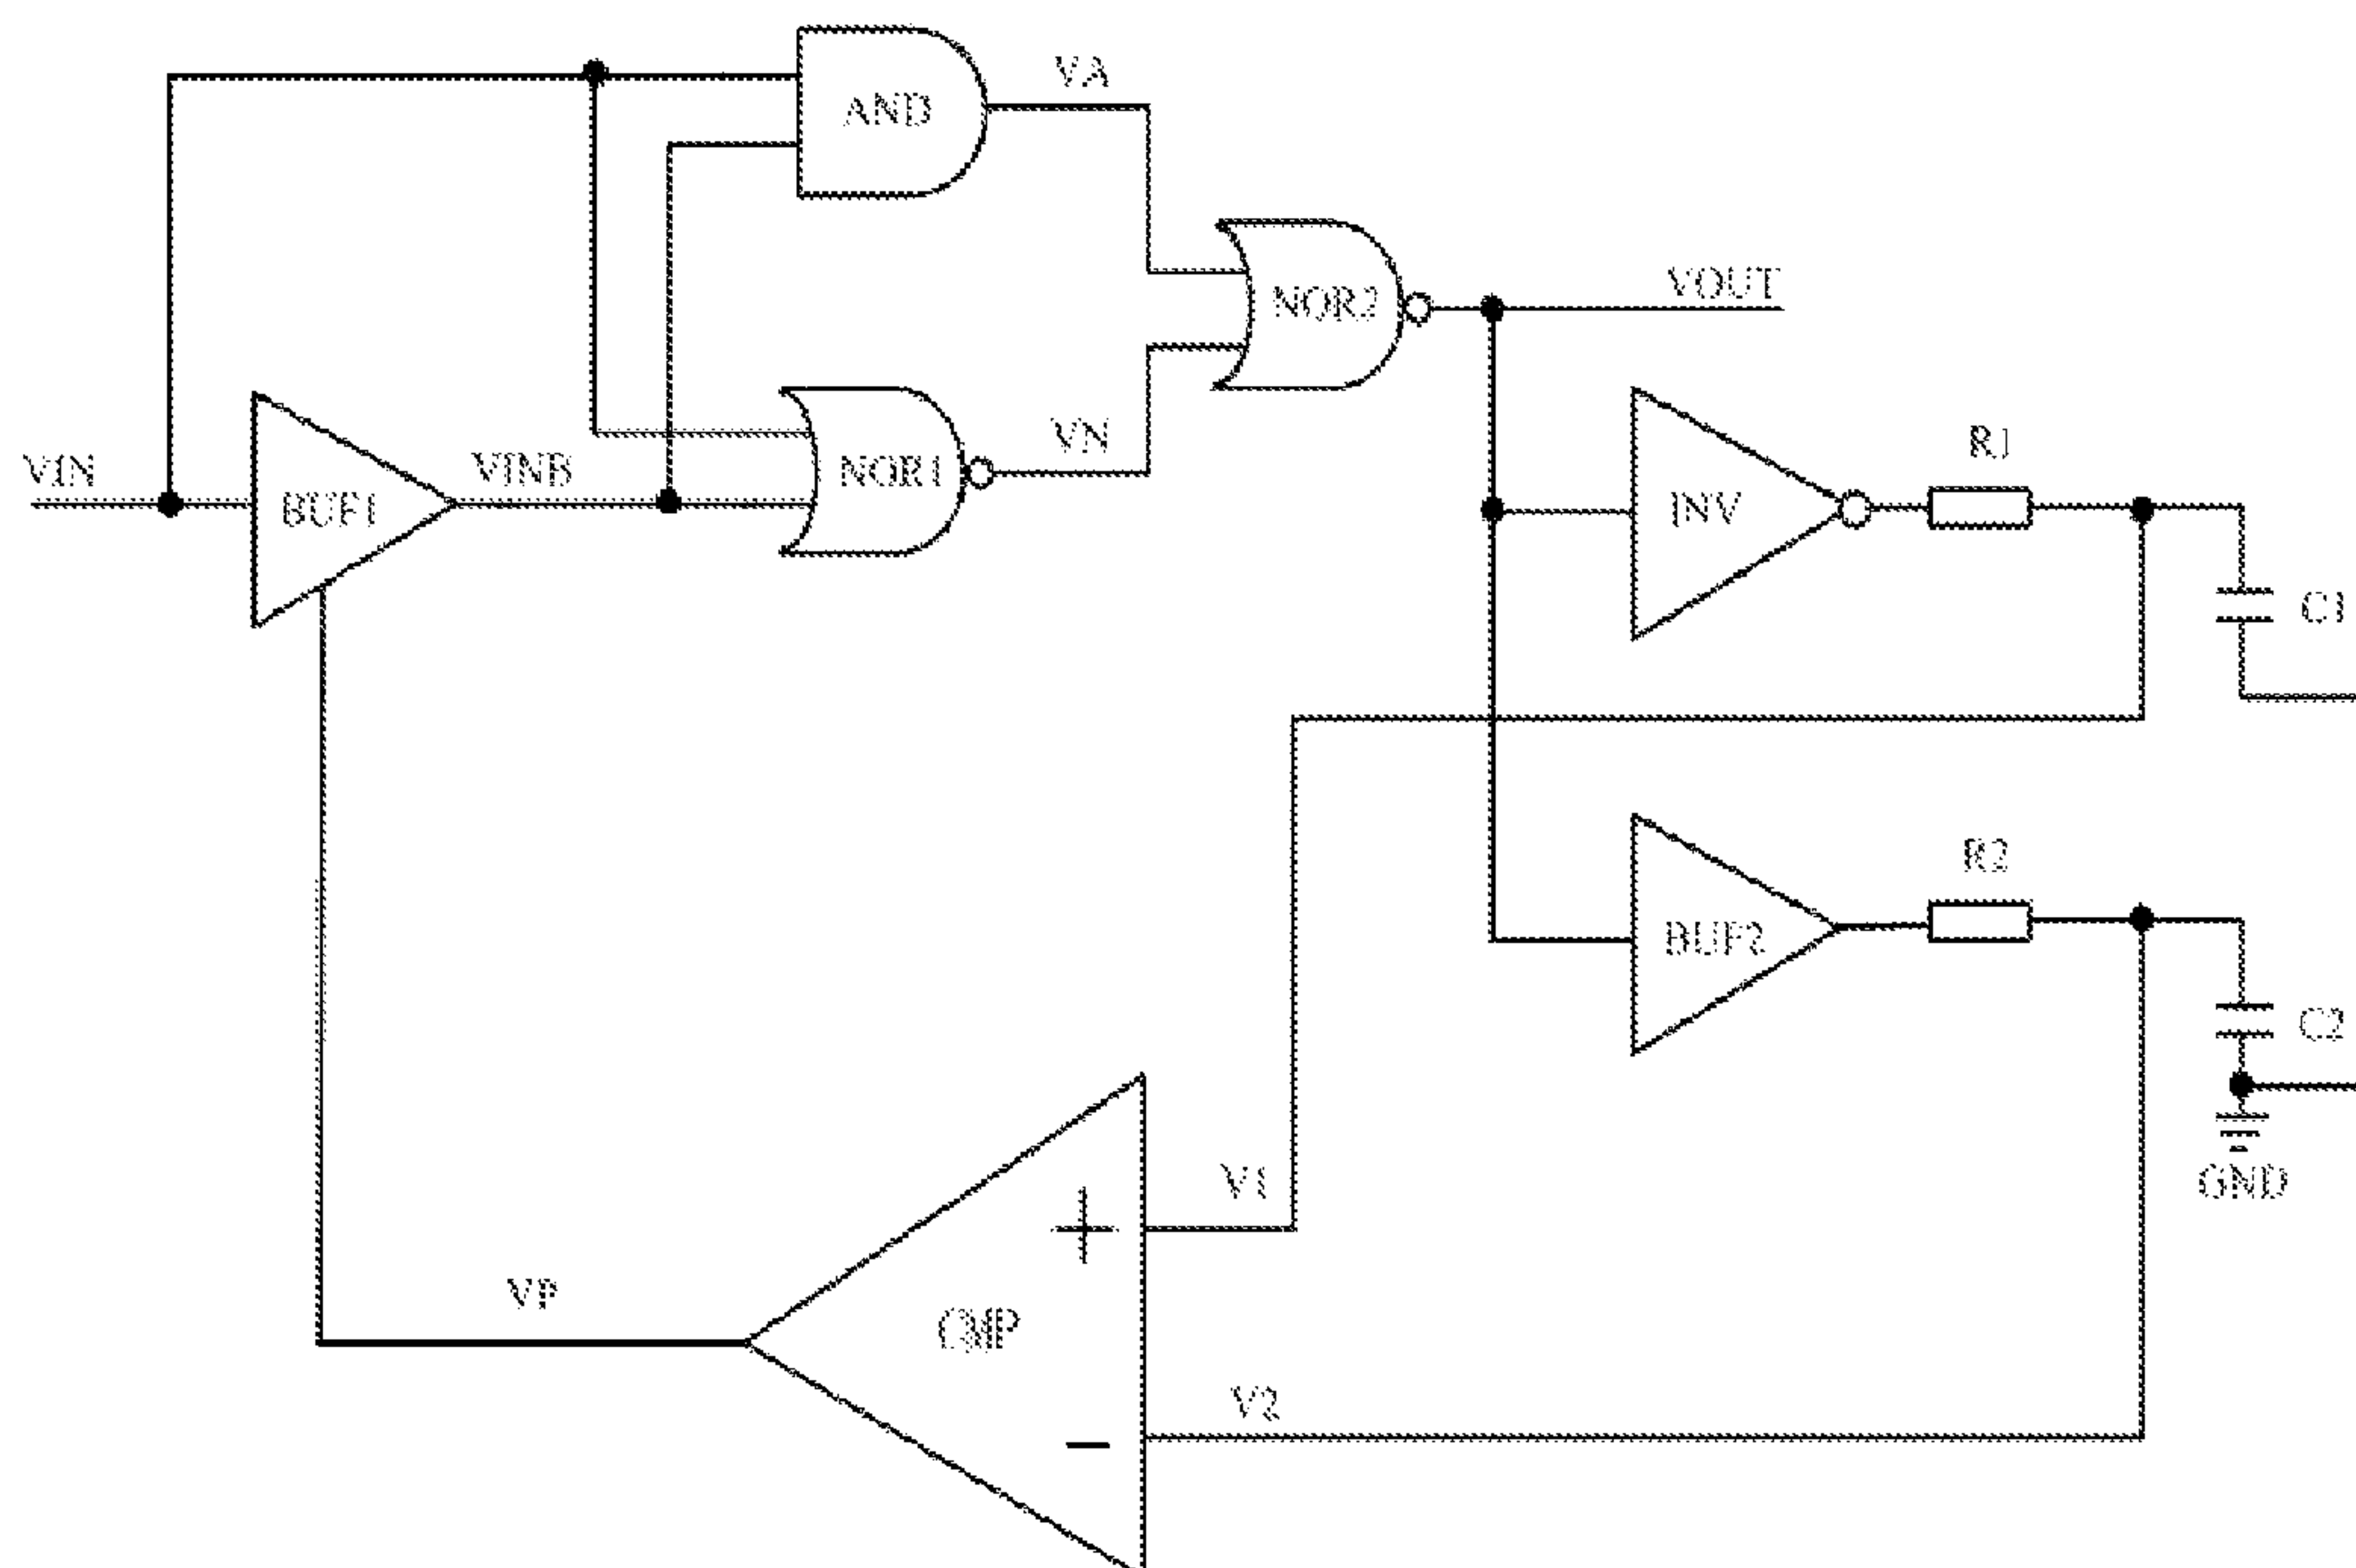 VA
AND
VOUT
NOR2
VN
R1
VIN
VINB
NOR1
BUF1
INV
C1
R2
BUF2
C2
V1
GND
+
VP
CMP
V2
−